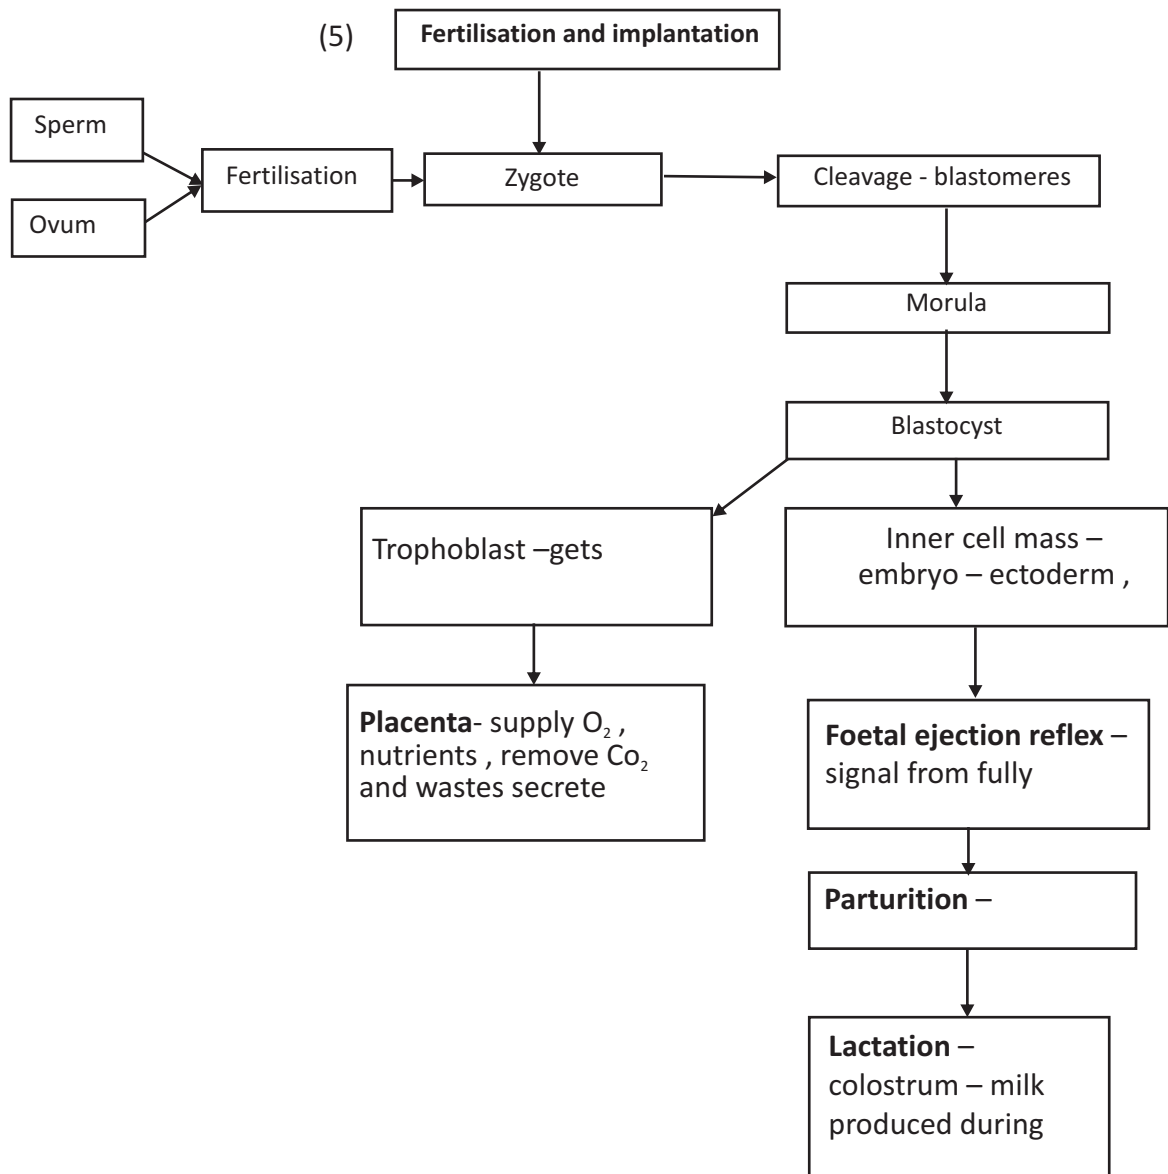 (5)
Fertilisation and implantation
Sperm
Ovum
Fertilisation
Zygote
Cleavage - blastomeres
Morula
Blastocyst
Trophoblast –gets
Inner cell mass –
embryo – ectoderm ,
Placenta- supply O₂ ,
nutrients , remove Co₂
and wastes secrete
Foetal ejection reflex –
signal from fully
Parturition –
Lactation –
colostrum – milk
produced during